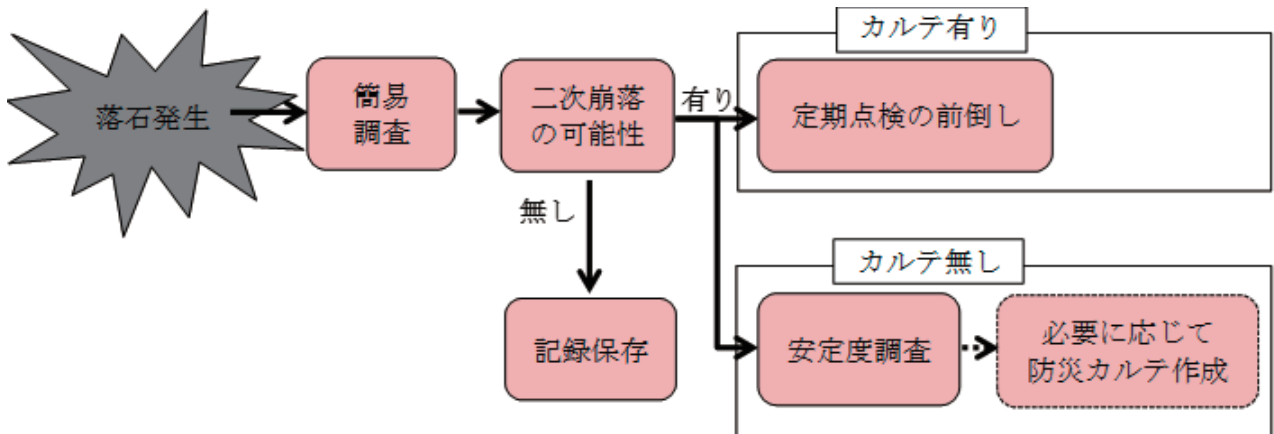 カルテ有り
落石発生
簡易
調査
二次崩落
の可能性
有り
定期点検の前倒し
無し
カルテ無し
記録保存
安定度調査
必要に応じて
防災カルテ作成